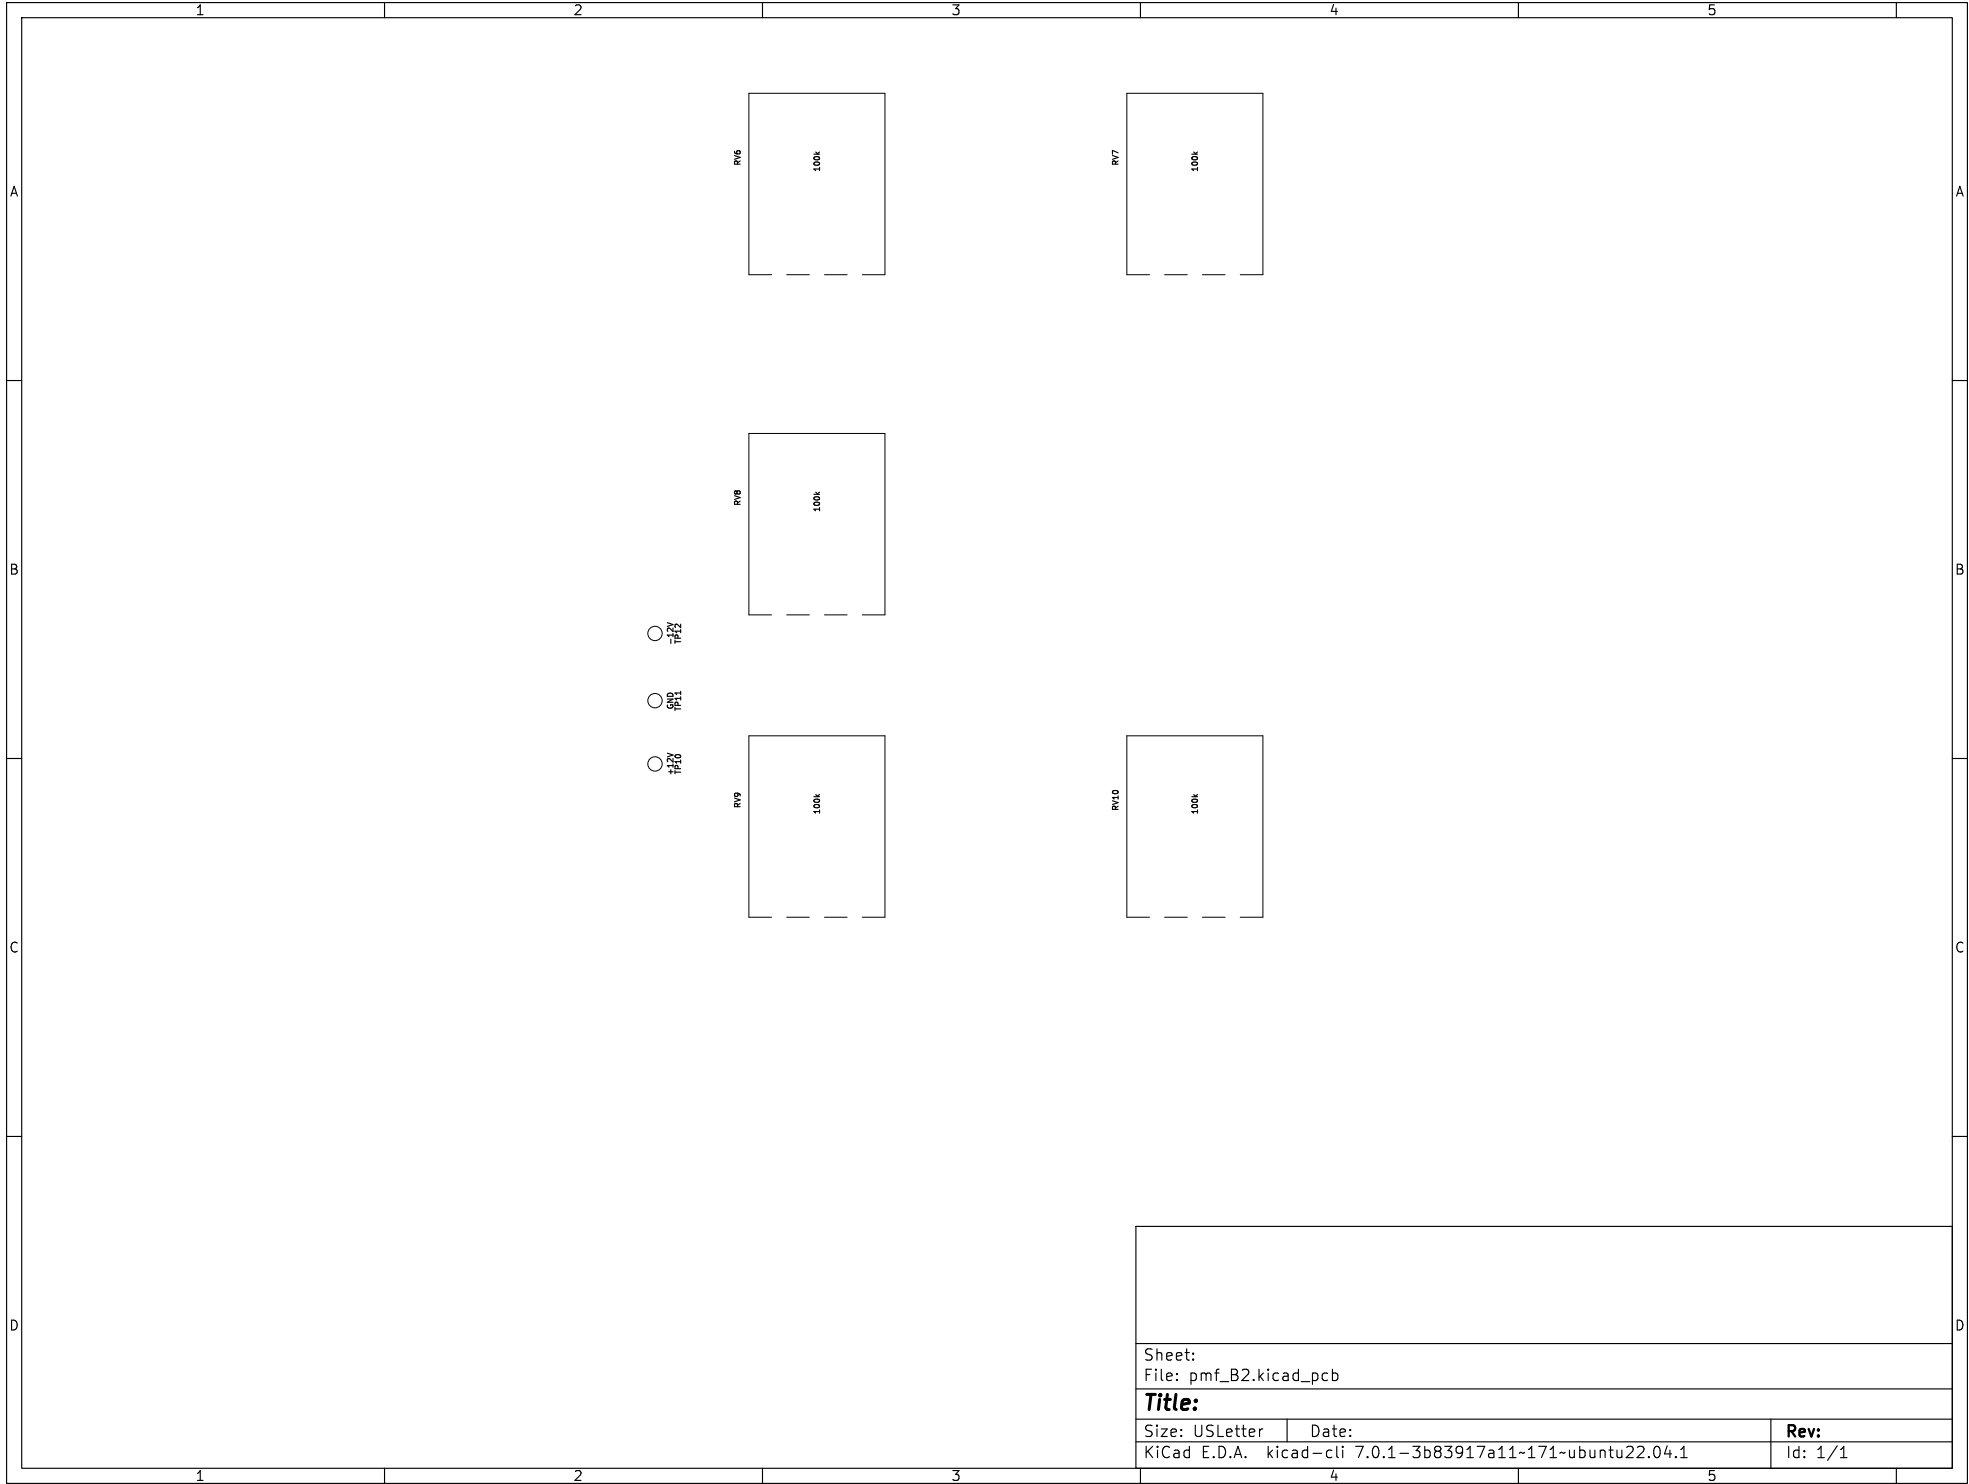 1 2 3 4 5
A A
RV6 100k RV7 100k
RV8 100k
B B
-12V
TP12
GND
TP11
+12V
TP10
RV9 100k RV10 100k
C C
D D
Sheet:
File: pmf_B2.kicad_pcb
Title:
Size: USLetter Date: Rev:
KiCad E.D.A. kicad-cli 7.0.1-3b83917a11~171~ubuntu22.04.1 Id: 1/1
1 2 3 4 5